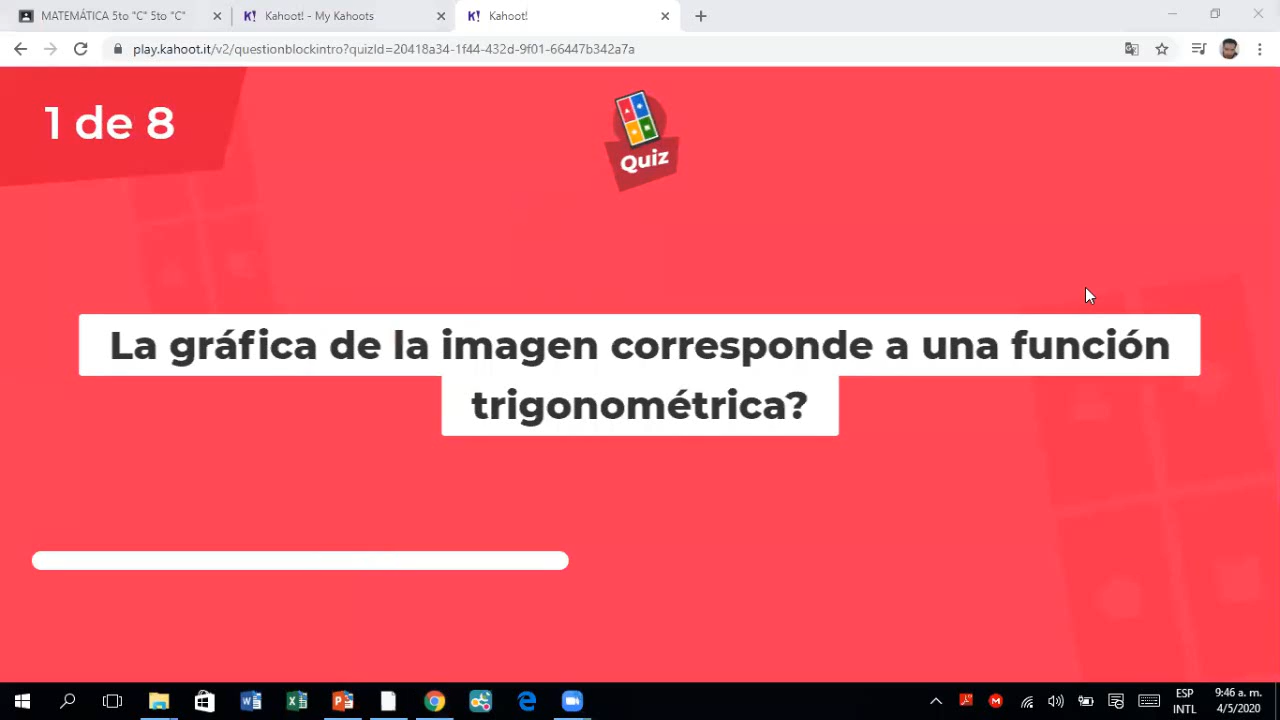 MATEMÁTICA 5to "C" 5to "C"
K! Kahoot! - My Kahoots
K! Kahoot!
play.kahoot.it/v2/questionblockintro?quizId=20418a34-1f44-432d-9f01-66447b342a7a
1 de 8
Quiz
La gráfica de la imagen corresponde a una función
trigonométrica?
ESP
INTL
9:46 a. m.
4/5/2020